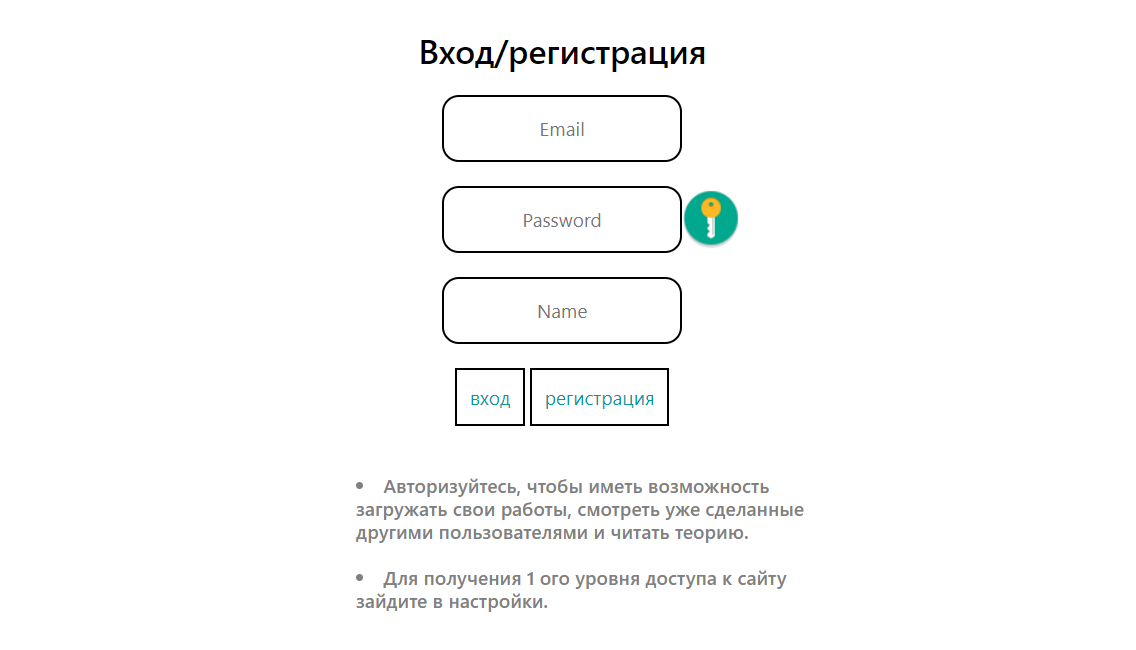 Вход/регистрация
Email
Password
Name
вход регистрация
• Авторизуйтесь, чтобы иметь возможность
загружать свои работы, смотреть уже сделанные
другими пользователями и читать теорию.
• Для получения 1 ого уровня доступа к сайту
зайдите в настройки.